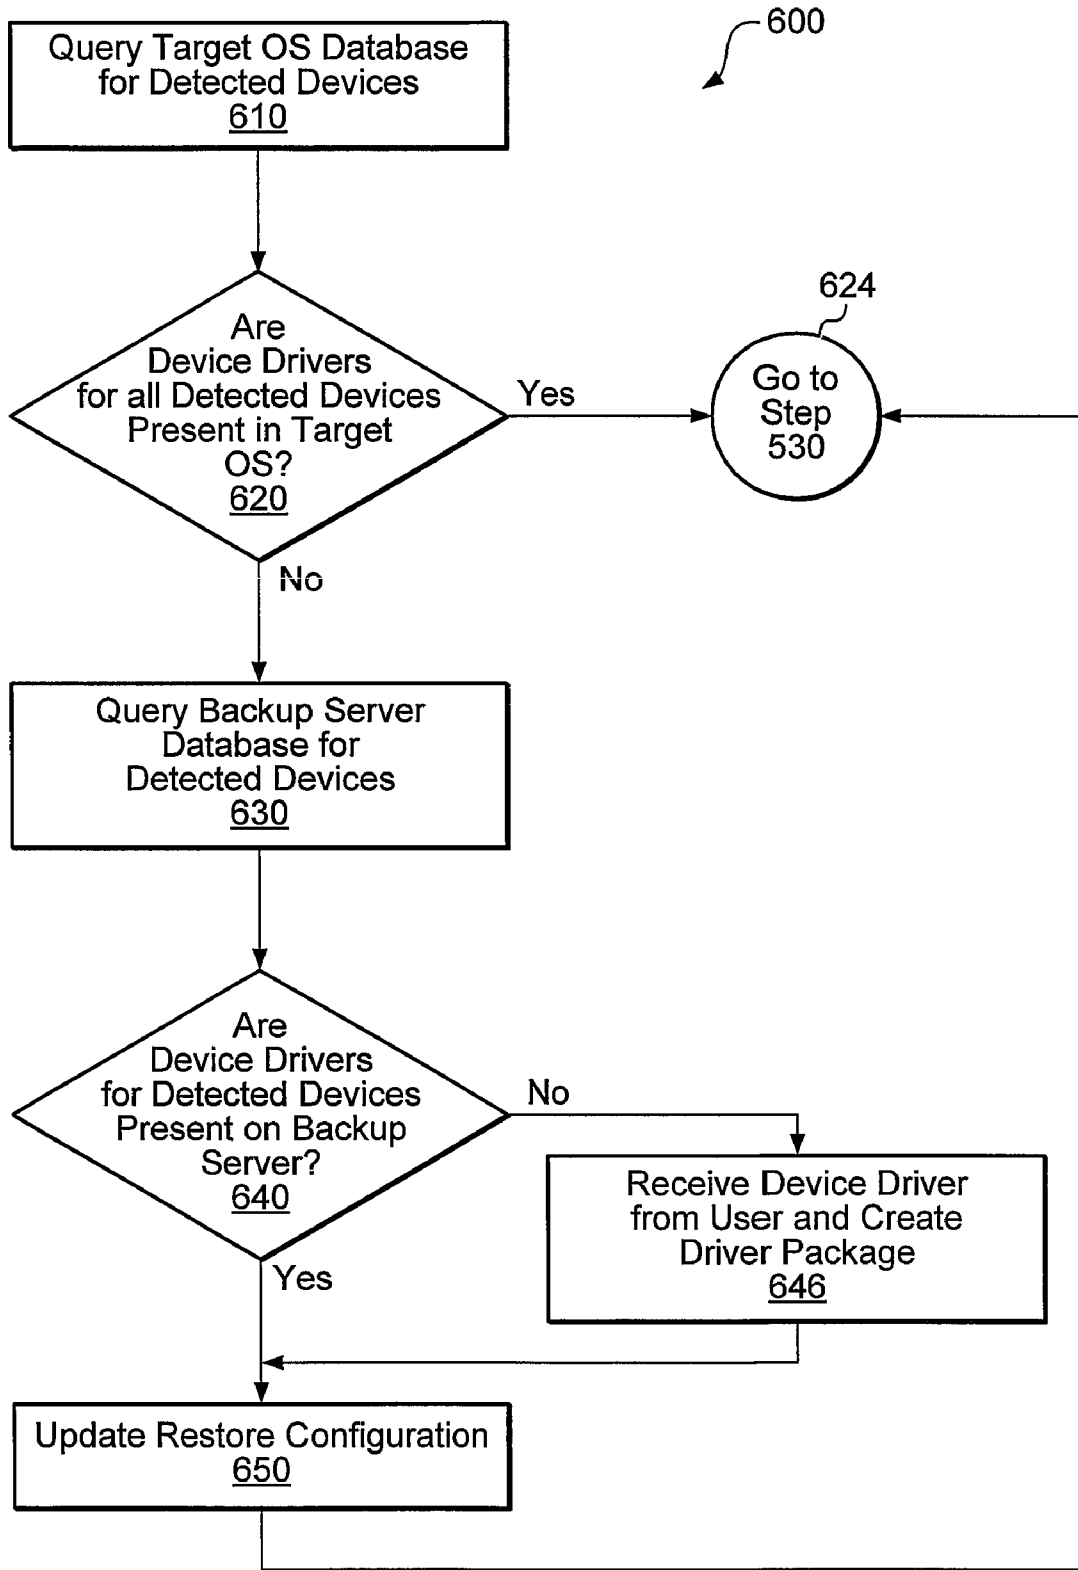 600
Query Target OS Database
for Detected Devices
610
Are
Device Drivers
for all Detected Devices
Present in Target
OS?
620
Yes
624
Go to
Step
530
No
Query Backup Server
Database for
Detected Devices
630
Are
Device Drivers
for Detected Devices
Present on Backup
Server?
640
No
Receive Device Driver
from User and Create
Driver Package
646
Yes
Update Restore Configuration
650